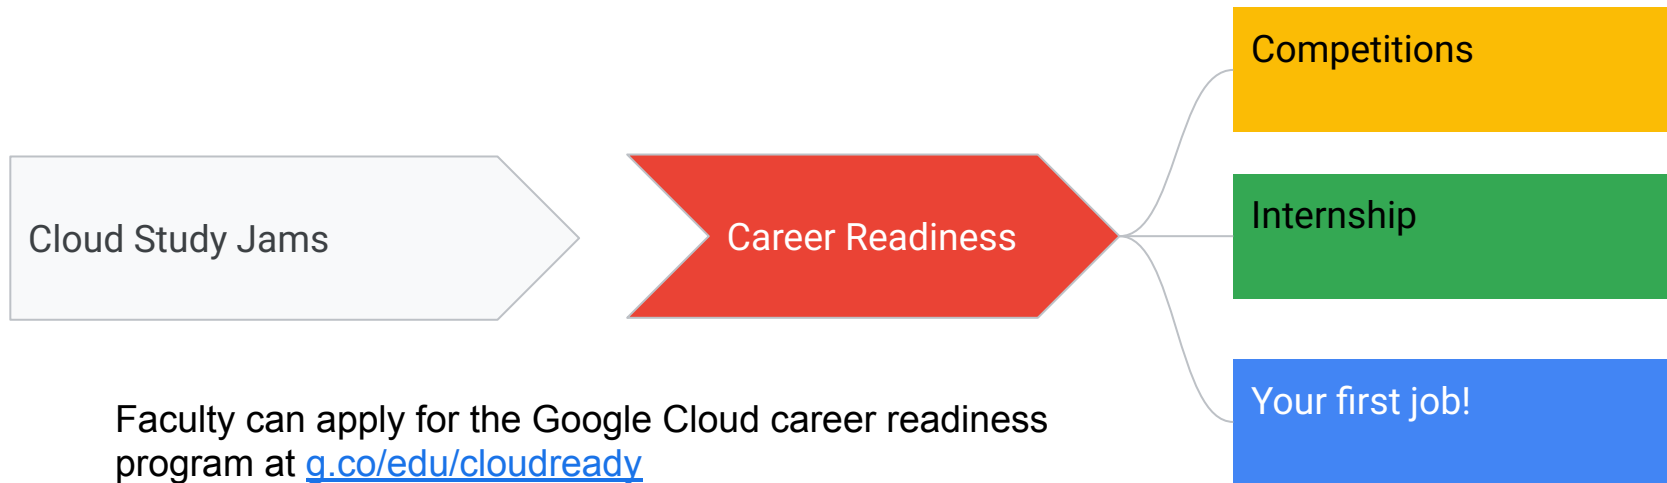 Cloud Study Jams
Career Readiness
Competitions
Internship
Your first job!
Faculty can apply for the Google Cloud career readiness
program at g.co/edu/cloudready